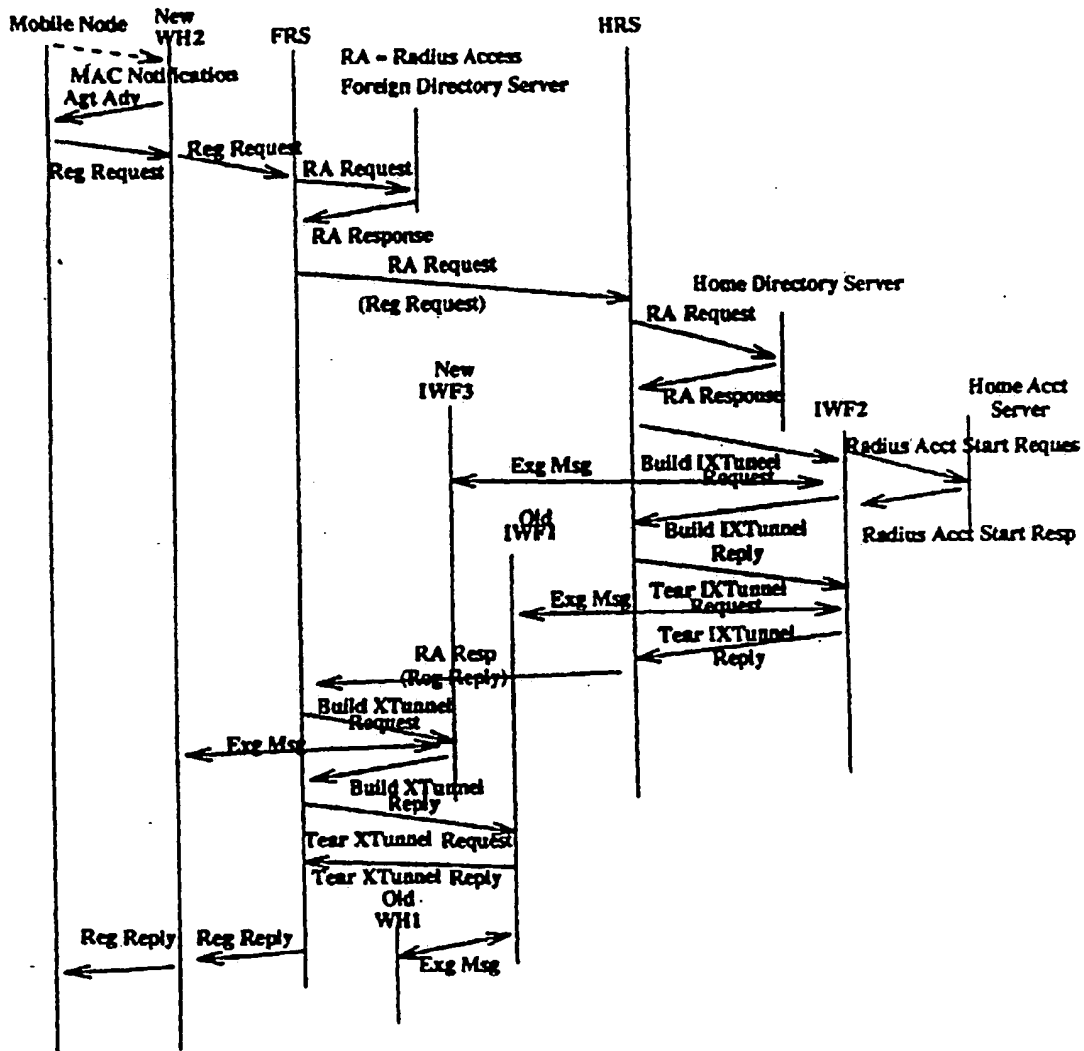 Mobile Node
New
WH2
FRS
HRS
RA - Radius Access
Foreign Directory Server
MAC Notification
Agt Adv
Reg Request
Reg Request
RA Request
RA Response
RA Request
(Reg Request)
Home Directory Server
RA Request
RA Response
New
IWF3
IWF2
Home Acct
Server
Radius Acct Start Reques
Exg Msg
Build IXTunnel
Request
Old
IWF1
Build IXTunnel
Reply
Radius Acct Start Resp
Exg Msg
Tear IXTunnel
Request
Tear IXTunnel
Reply
RA Resp
(Reg Reply)
Build XTunnel
Request
Exg Msg
Build XTunnel
Reply
Tear XTunnel Request
Tear XTunnel Reply
Old
WH1
Reg Reply
Reg Reply
Exg Msg